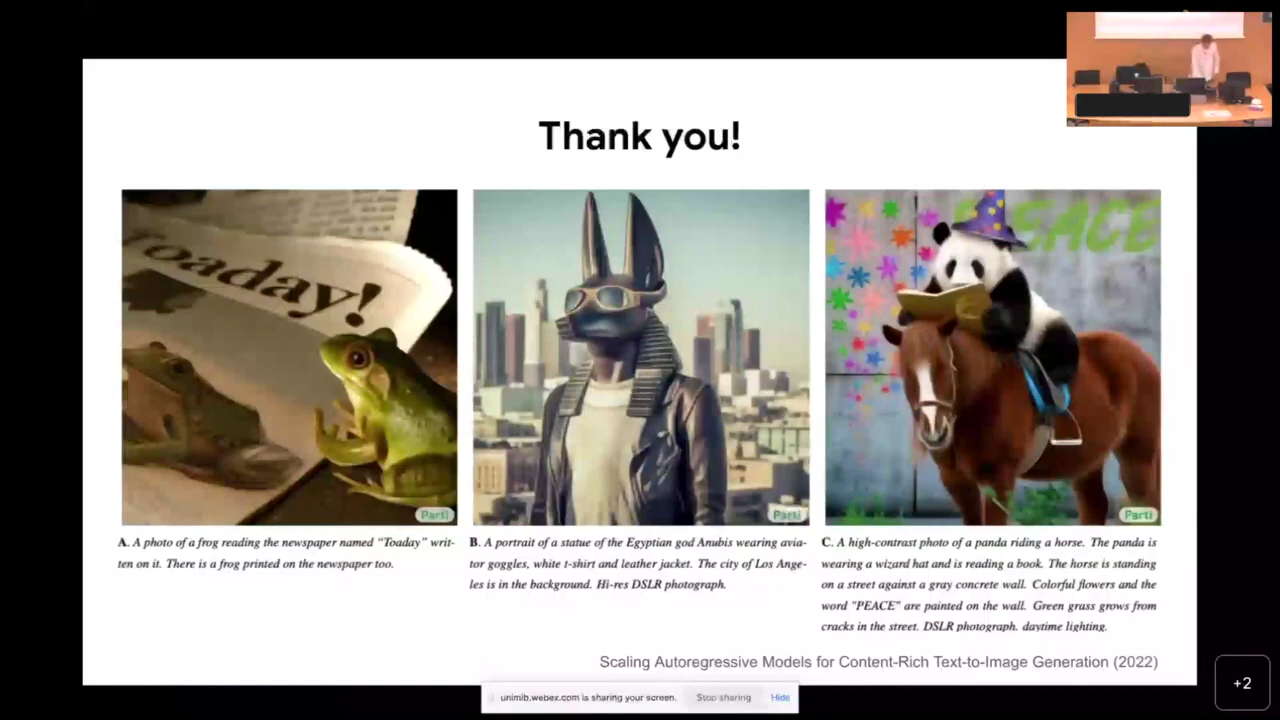 Thank you!
Toaday!
PEACE
Parti
Parti
Parti
A. A photo of a frog reading the newspaper named “Toaday” writ-
ten on it. There is a frog printed on the newspaper too.
B. A portrait of a statue of the Egyptian god Anubis wearing avia-
tor goggles, white t-shirt and leather jacket. The city of Los Ange-
les is in the background. Hi-res DSLR photograph.
C. A high-contrast photo of a panda riding a horse. The panda is
wearing a wizard hat and is reading a book. The horse is standing
on a street against a gray concrete wall. Colorful flowers and the
word "PEACE" are painted on the wall. Green grass grows from
cracks in the street. DSLR photograph. daytime lighting.
Scaling Autoregressive Models for Content-Rich Text-to-Image Generation (2022)
unimib.webex.com is sharing your screen.
Stop sharing
Hide
+2